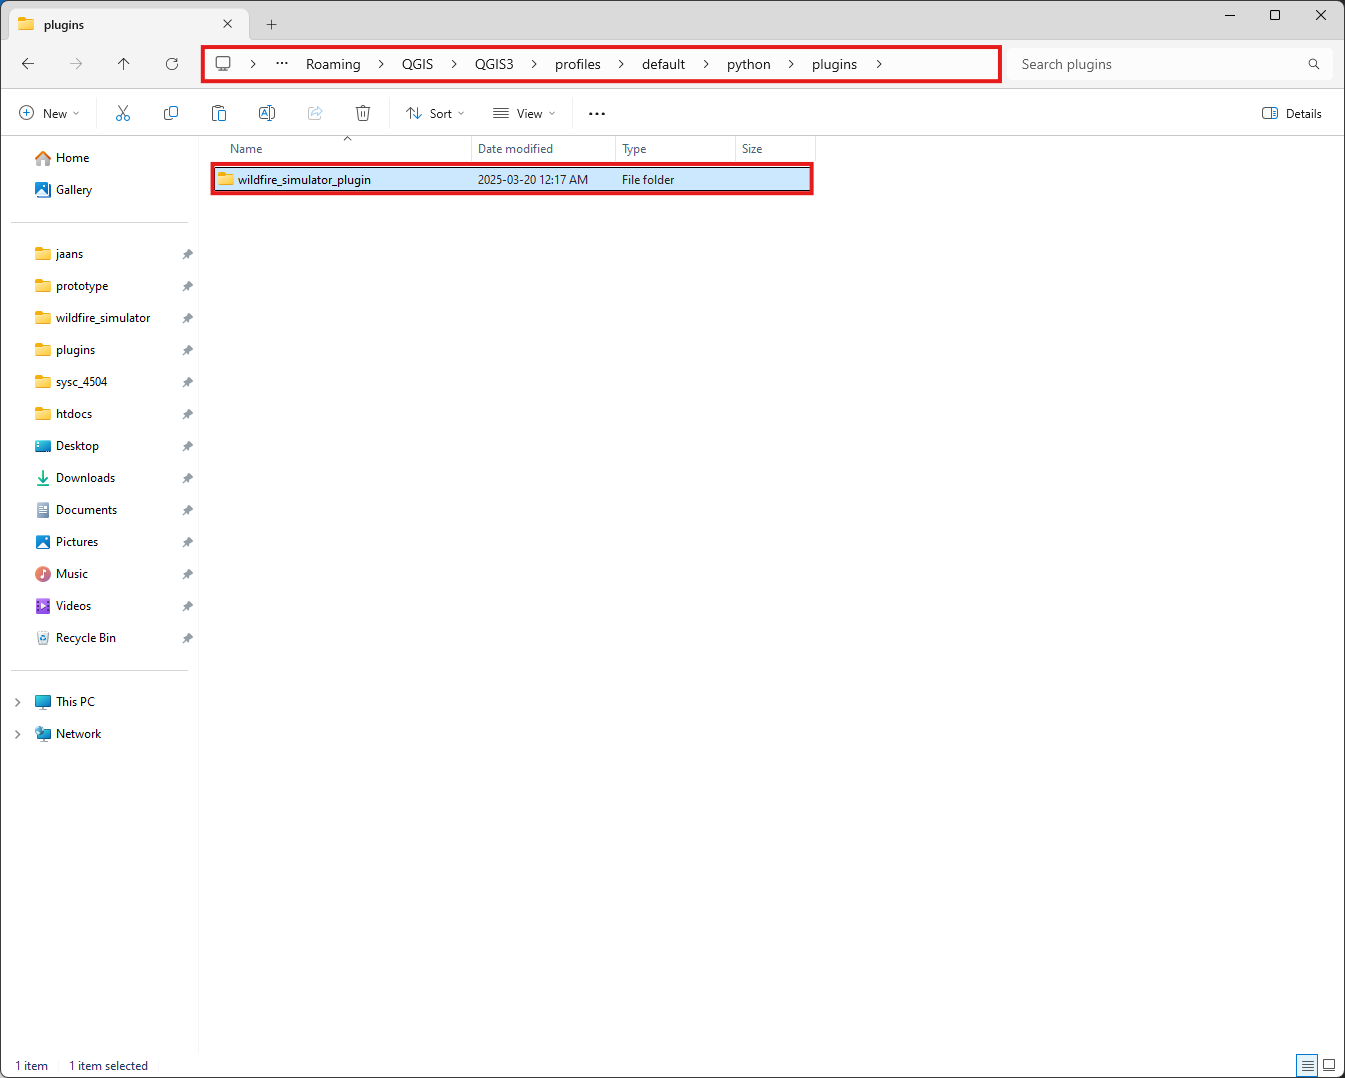 plugins
Roaming QGIS QGIS3 profiles default python plugins
Search plugins
New Sort View Details
Name Date modified Type Size
wildfire_simulator_plugin 2025-03-20 12:17 AM File folder
Home
Gallery
jaans
prototype
wildfire_simulator
plugins
sysc_4504
htdocs
Desktop
Downloads
Documents
Pictures
Music
Videos
Recycle Bin
This PC
Network
1 item 1 item selected